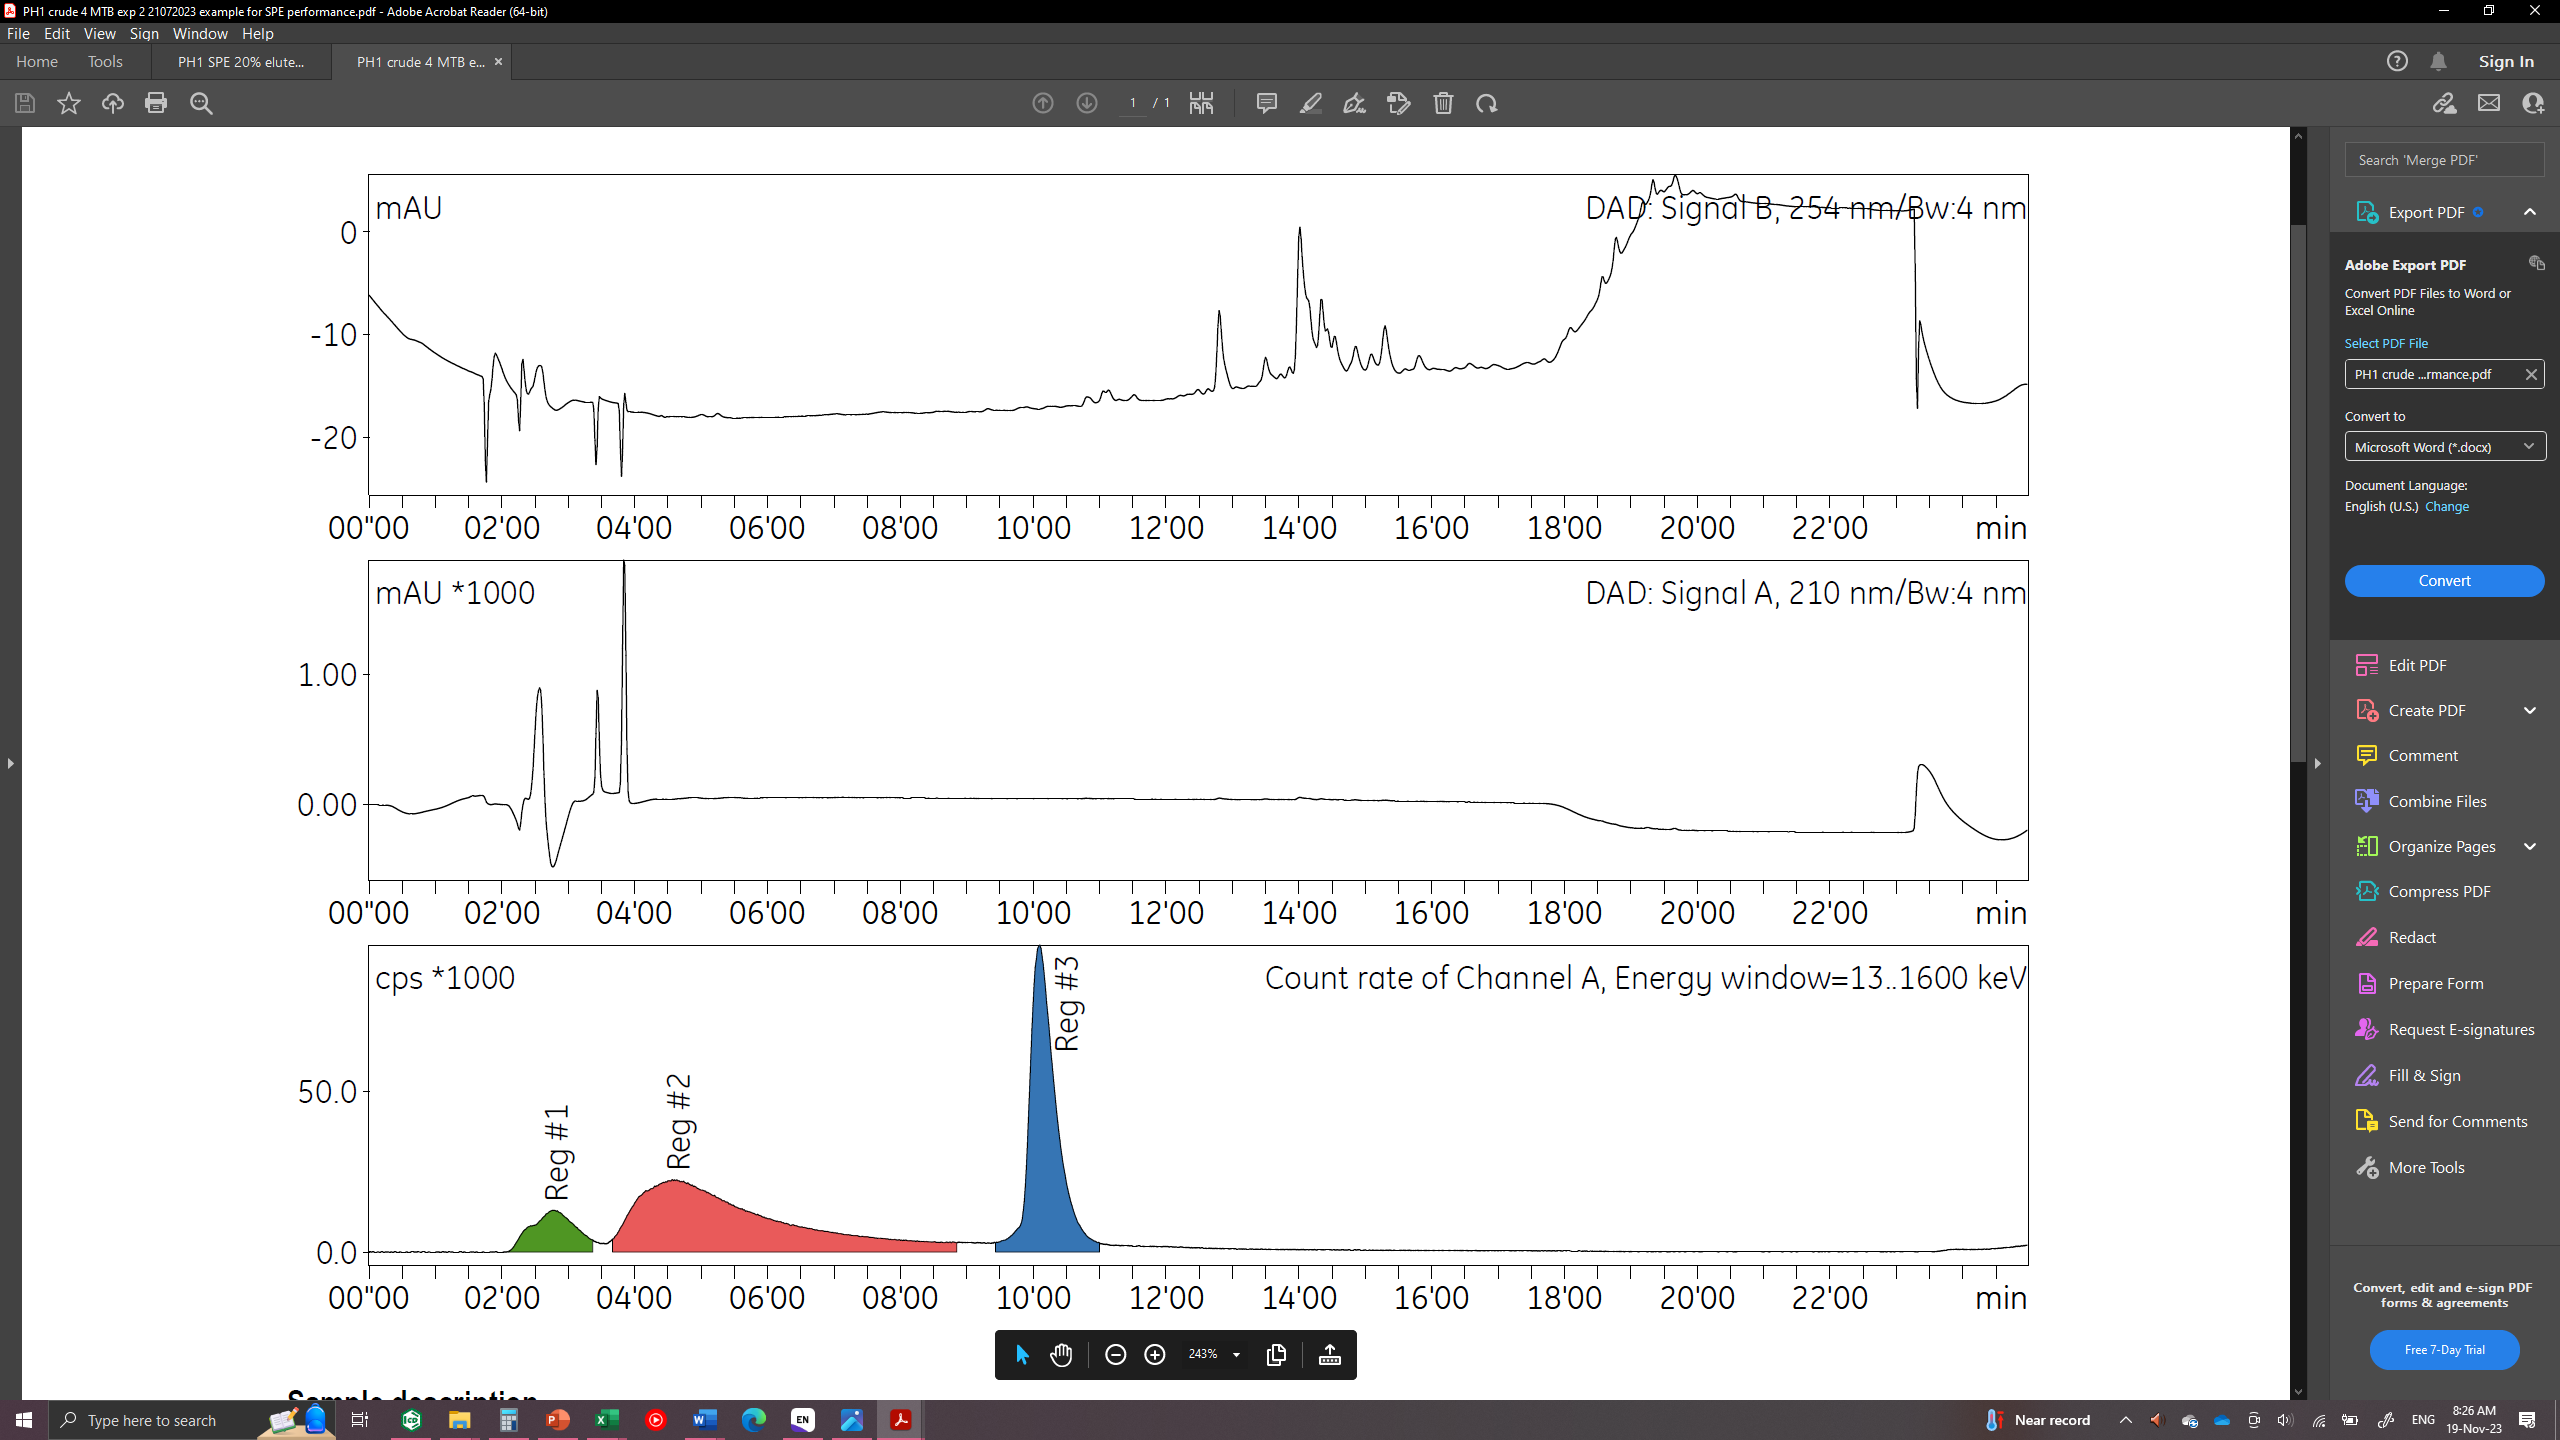 PH1 crude 4 MTB exp 2 21072023 example for SPE performance.pdf - Adobe Acrobat Reader (64-bit)
File Edit View Sign Window Help
Home Tools PH1 SPE 20% elute... PH1 crude 4 MTB e... Sign In
1 / 1
mAU DAD: Signal B, 254 nm/Bw:4 nm
0
-10
-20
00''00 02'00 04'00 06'00 08'00 10'00 12'00 14'00 16'00 18'00 20'00 22'00 min
mAU *1000 DAD: Signal A, 210 nm/Bw:4 nm
1.00
0.00
00''00 02'00 04'00 06'00 08'00 10'00 12'00 14'00 16'00 18'00 20'00 22'00 min
cps *1000 Count rate of Channel A, Energy window=13..1600 keV
50.0
0.0
Reg #1
Reg #2
Reg #3
00''00 02'00 04'00 06'00 08'00 10'00 12'00 14'00 16'00 18'00 20'00 22'00 min
Sample description
243%
Search 'Merge PDF'
Export PDF
Adobe Export PDF
Convert PDF Files to Word or
Excel Online
Select PDF File
PH1 crude ...rmance.pdf
Convert to
Microsoft Word (*.docx)
Document Language:
English (U.S.) Change
Convert
Edit PDF
Create PDF
Comment
Combine Files
Organize Pages
Compress PDF
Redact
Prepare Form
Request E-signatures
Fill & Sign
Send for Comments
More Tools
Convert, edit and e-sign PDF
forms & agreements
Free 7-Day Trial
Type here to search
EN
Near record
ENG
8:26 AM
19-Nov-23